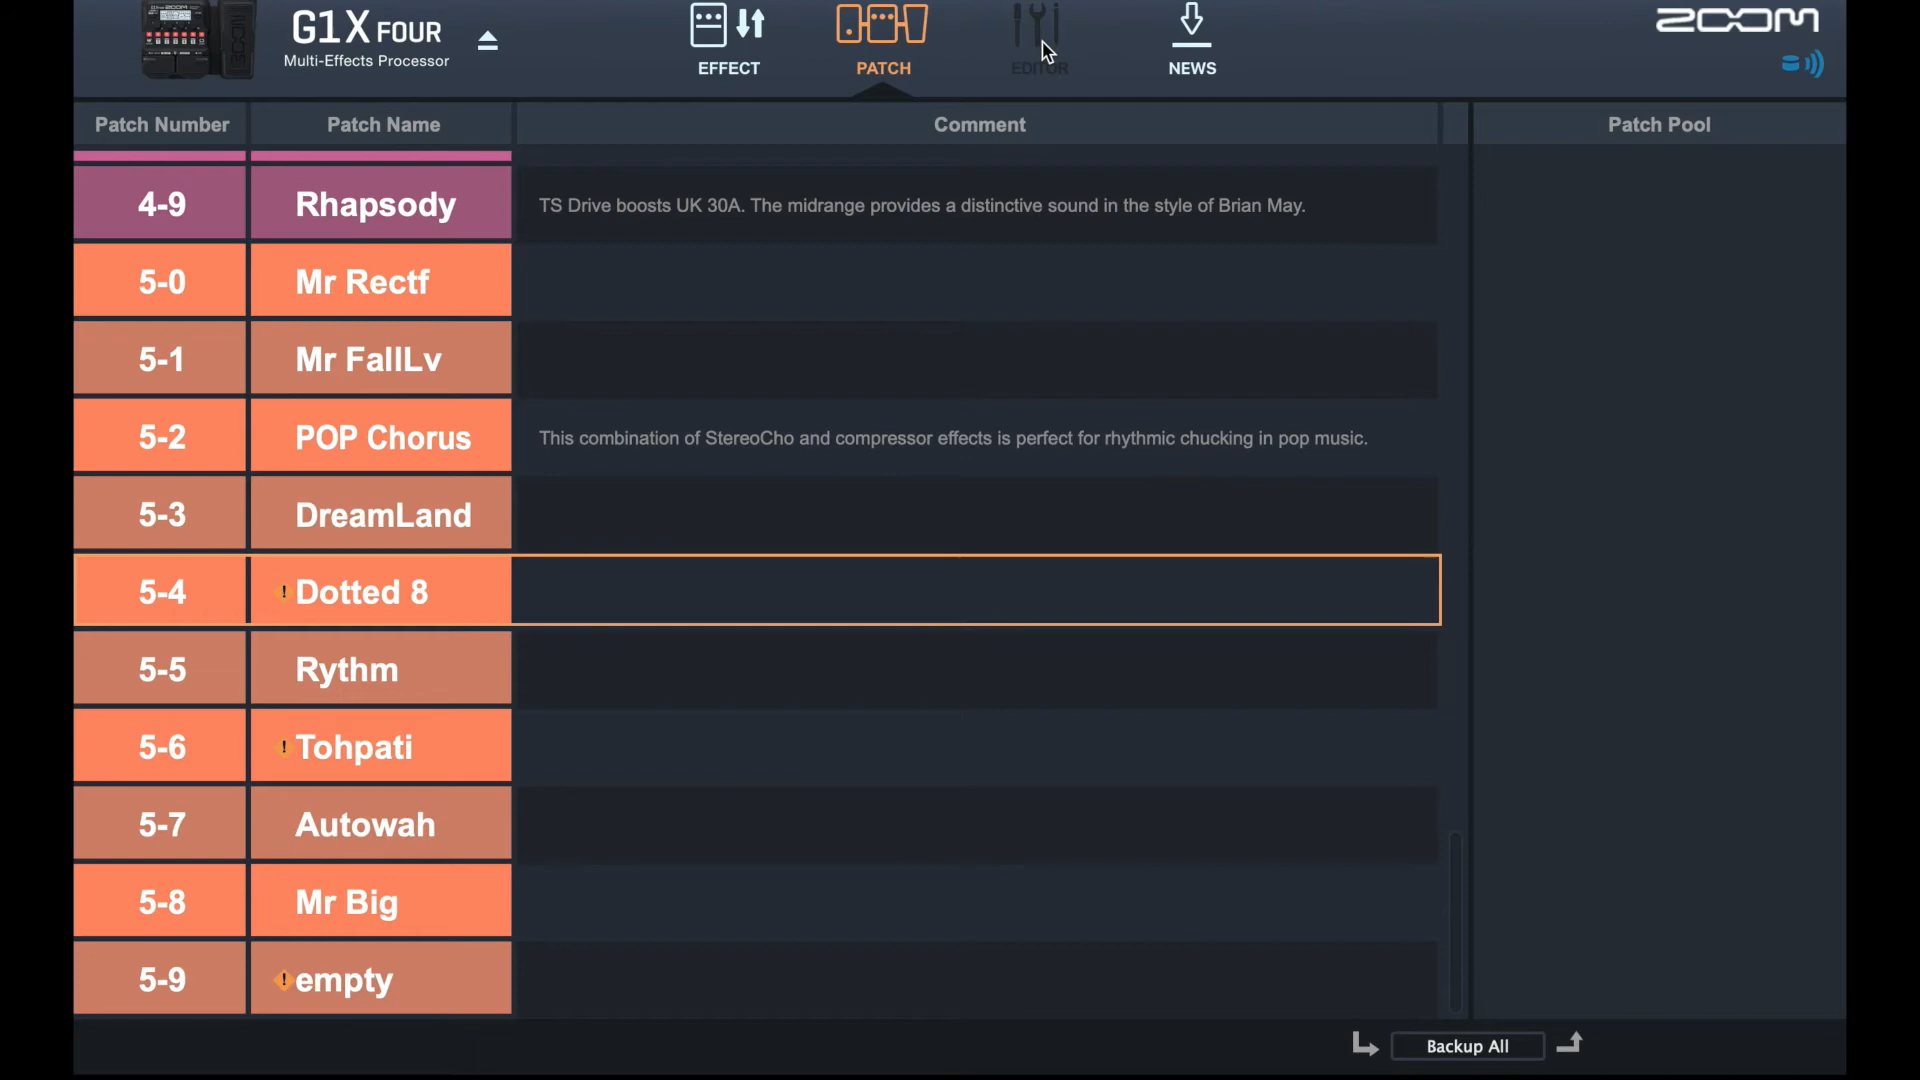 G1X FOUR
Multi-Effects Processor
EFFECT
PATCH
EDITOR
NEWS
ZOOM
Patch Number
Patch Name
Comment
Patch Pool
4-9
Rhapsody
TS Drive boosts UK 30A. The midrange provides a distinctive sound in the style of Brian May.
5-0
Mr Rectf
5-1
Mr FallLv
5-2
POP Chorus
This combination of StereoCho and compressor effects is perfect for rhythmic chucking in pop music.
5-3
DreamLand
5-4
! Dotted 8
5-5
Rythm
5-6
! Tohpati
5-7
Autowah
5-8
Mr Big
5-9
! empty
Backup All